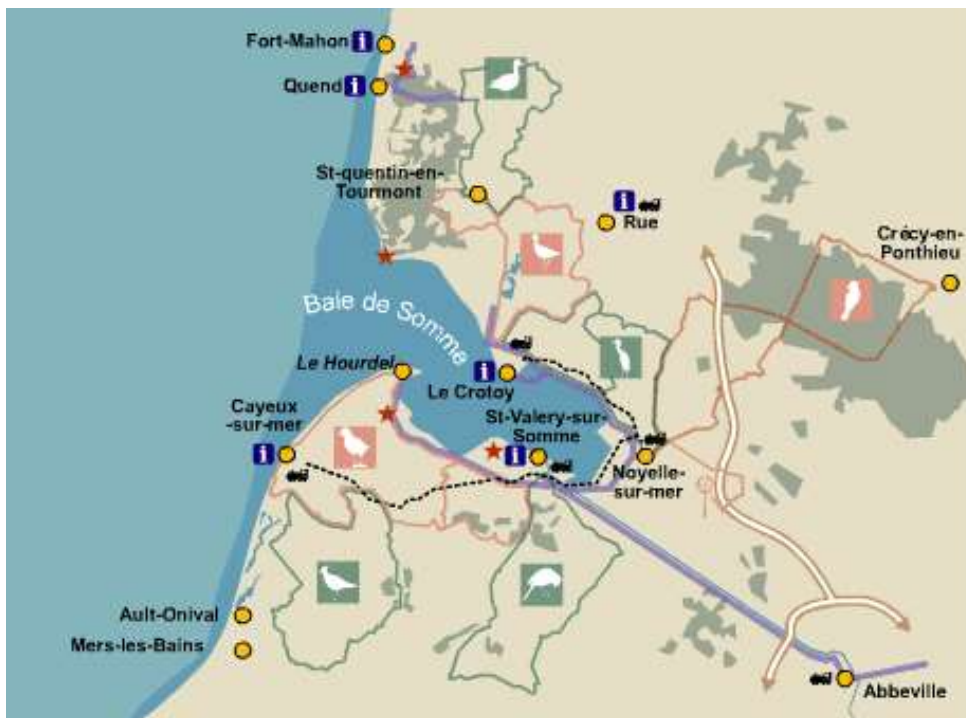 Fort-Mahon i
Quend i
St-quentin-en-
Tourmont
i
Rue
Crécy-en-
Ponthieu
Baie de Somme
Le Hourdel
i
Le Crotoy
Cayeux
-sur-mer
i
St-Valery-sur-
Somme
i
Noyelle-
sur-mer
Ault-Onival
Mers-les-Bains
Abbeville